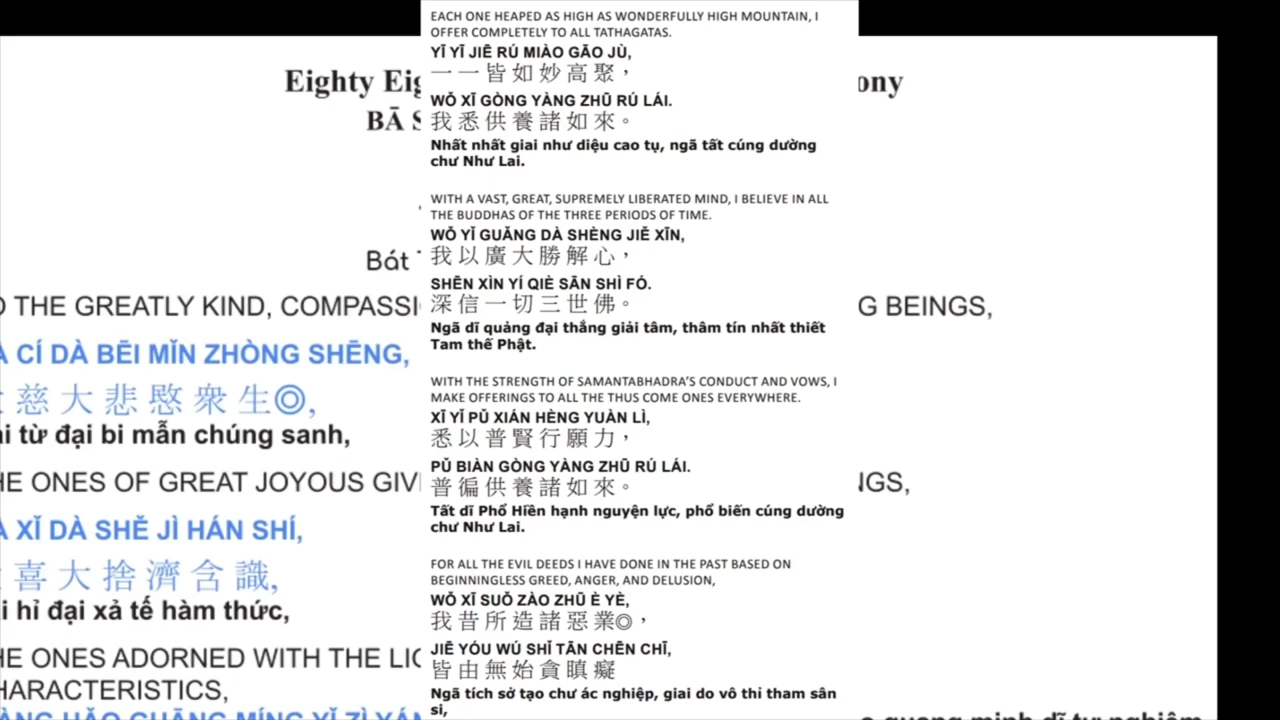 Eighty Eig
ony
BĀ S
Bát
THE GREATLY KIND, COMPASSI
G BEINGS,
CÍ DÀ BĒI MǏN ZHÒNG SHĒNG,
慈大悲愍衆生◎,
từ đại bi mẫn chúng sanh,
HE ONES OF GREAT JOYOUS GIV
NGS,
XǏ DÀ SHĚ JÌ HÁN SHÍ,
喜大捨濟含識,
hỉ đại xả tế hàm thức,
HE ONES ADORNED WITH THE LIG
HARACTERISTICS,
EACH ONE HEAPED AS HIGH AS WONDERFULLY HIGH MOUNTAIN, I
OFFER COMPLETELY TO ALL TATHAGATAS.
YĪ YĪ JIĒ RÚ MIÀO GĀO JÙ,
一一皆如妙高聚，
WǑ XĪ GÒNG YÀNG ZHŪ RÚ LÁI.
我悉供養諸如來。
Nhất nhất giai như diệu cao tụ, ngã tất cúng dường
chư Như Lai.
WITH A VAST, GREAT, SUPREMELY LIBERATED MIND, I BELIEVE IN ALL
THE BUDDHAS OF THE THREE PERIODS OF TIME.
WǑ YǏ GUǍNG DÀ SHÈNG JIĚ XĪN,
我以廣大勝解心，
SHĒN XÌN YÍ QIÈ SĀN SHÌ FÓ.
深信一切三世佛。
Ngã dĩ quảng đại thắng giải tâm, thâm tín nhất thiết
Tam thế Phật.
WITH THE STRENGTH OF SAMANTABHADRA'S CONDUCT AND VOWS, I
MAKE OFFERINGS TO ALL THE THUS COME ONES EVERYWHERE.
XĪ YǏ PǓ XIÁN HÈNG YUÀN LÌ,
悉以普賢行願力，
PǓ BIÀN GÒNG YÀNG ZHŪ RÚ LÁI.
普徧供養諸如來。
Tất dĩ Phổ Hiền hạnh nguyện lực, phổ biến cúng dường
chư Như Lai.
FOR ALL THE EVIL DEEDS I HAVE DONE IN THE PAST BASED ON
BEGINNINGLESS GREED, ANGER, AND DELUSION,
WǑ XĪ SUǑ ZÀO ZHŪ È YÈ,
我昔所造諸惡業◎，
JIĒ YÓU WÚ SHǏ TĀN CHĒN CHĪ,
皆由無始貪瞋癡
Ngã tích sở tạo chư ác nghiệp, giai do vô thỉ tham sân
si,